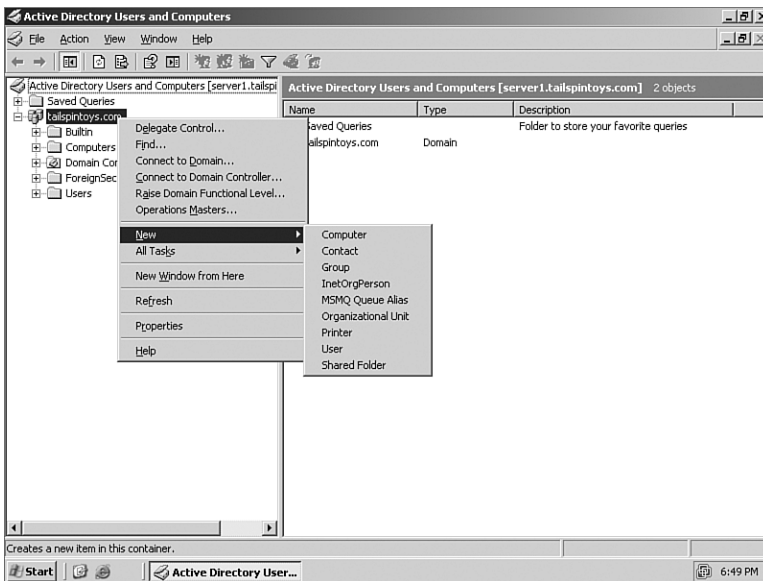 Active Directory Users and Computers
File Action View Window Help
Active Directory Users and Computers [server1.tailspi
Saved Queries
tailspintoys.com
Builtin
Computers
Domain Con
ForeignSec
Users
Active Directory Users and Computers [server1.tailspintoys.com] 2 objects
Name Type Description
Saved Queries Folder to store your favorite queries
tailspintoys.com Domain
Delegate Control...
Find...
Connect to Domain...
Connect to Domain Controller...
Raise Domain Functional Level...
Operations Masters...
New
All Tasks
New Window from Here
Refresh
Properties
Help
Computer
Contact
Group
InetOrgPerson
MSMQ Queue Alias
Organizational Unit
Printer
User
Shared Folder
Creates a new item in this container.
Start Active Directory User... 6:49 PM